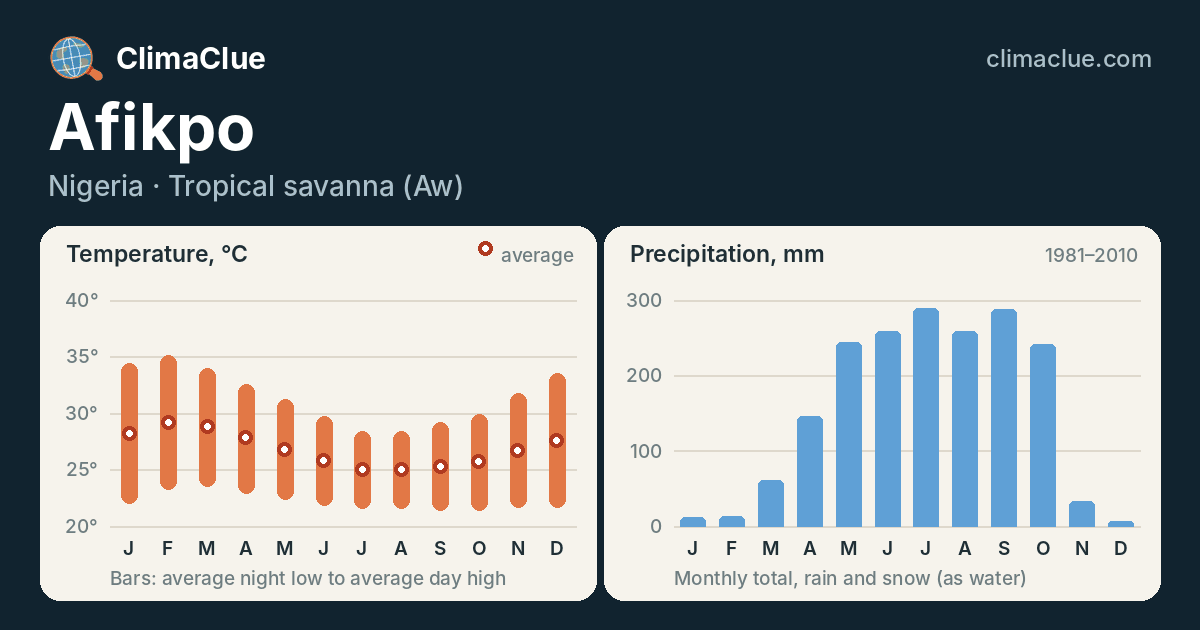 ClimaClue
climaclue.com
Afikpo
Nigeria · Tropical savanna (Aw)
Temperature, °C
average
40°
35°
30°
25°
20°
J F M A M J J A S O N D
Bars: average night low to average day high
Precipitation, mm
1981–2010
300
200
100
0
J F M A M J J A S O N D
Monthly total, rain and snow (as water)